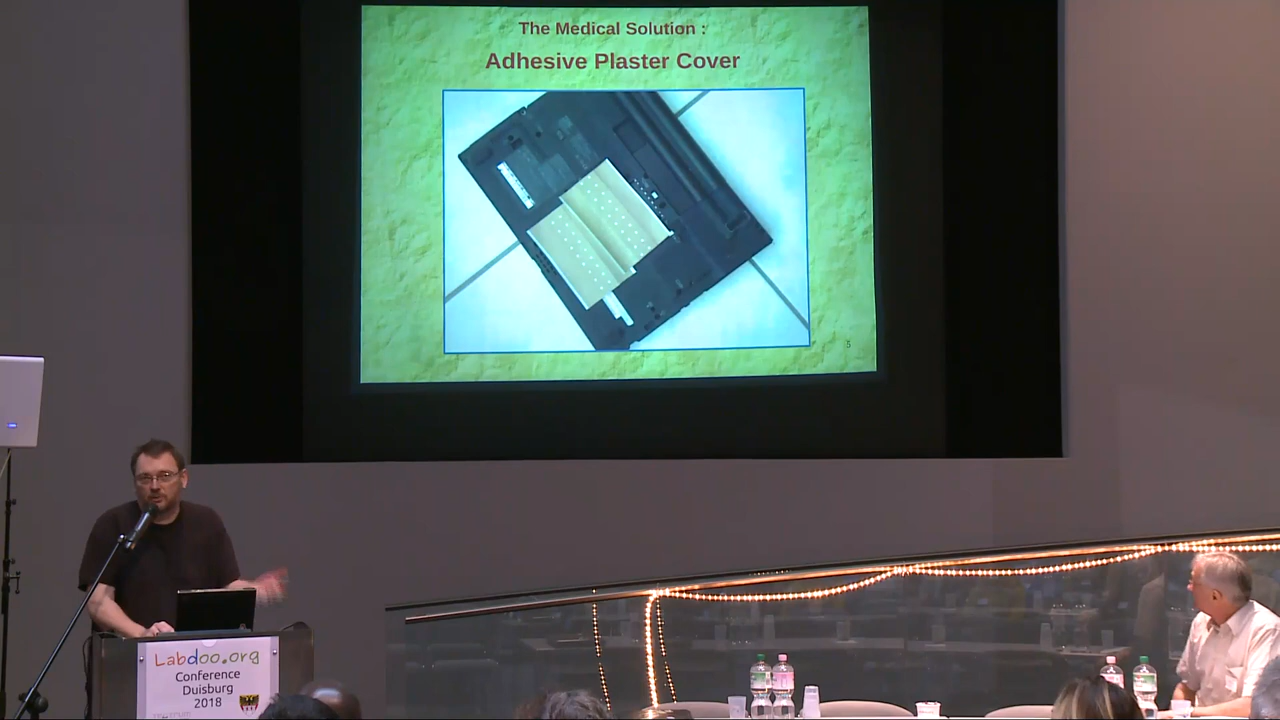 The Medical Solution :
Adhesive Plaster Cover
5
Labdoo.org
Conference
Duisburg
2018